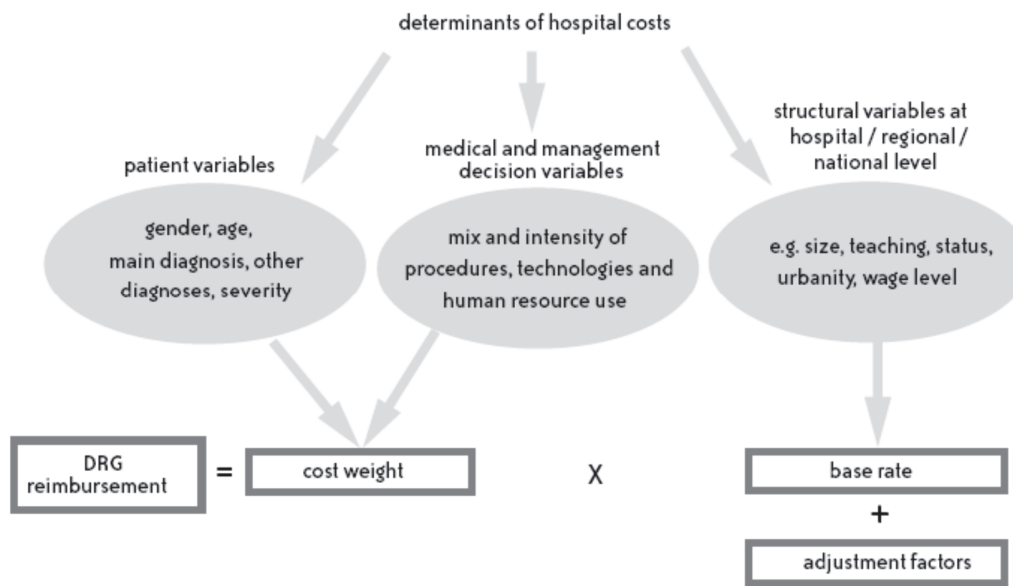 determinants of hospital costs
patient variables
gender, age,
main diagnosis, other
diagnoses, severity
medical and management
decision variables
mix and intensity of
procedures, technologies and
human resource use
structural variables at
hospital / regional /
national level
e.g. size, teaching, status,
urbanity, wage level
DRG
reimbursement
=
cost weight
X
base rate
+
adjustment factors